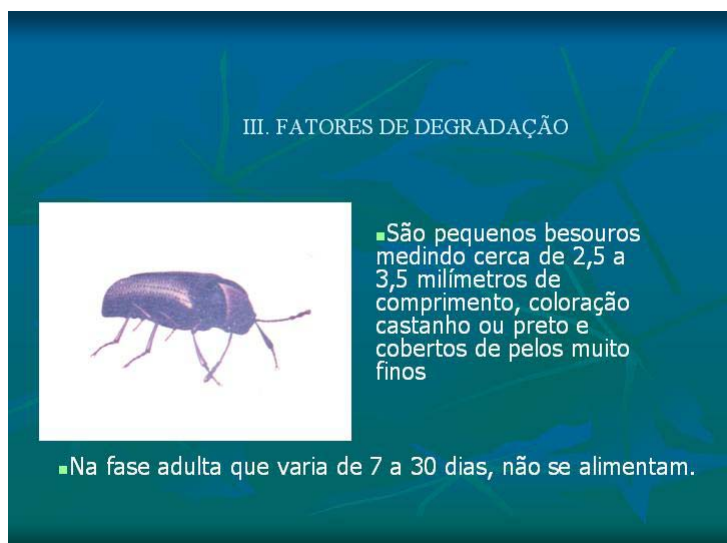 III. FATORES DE DEGRADAÇÃO
São pequenos besouros
medindo cerca de 2,5 a
3,5 milímetros de
comprimento, coloração
castanho ou preto e
cobertos de pelos muito
finos
Na fase adulta que varia de 7 a 30 dias, não se alimentam.